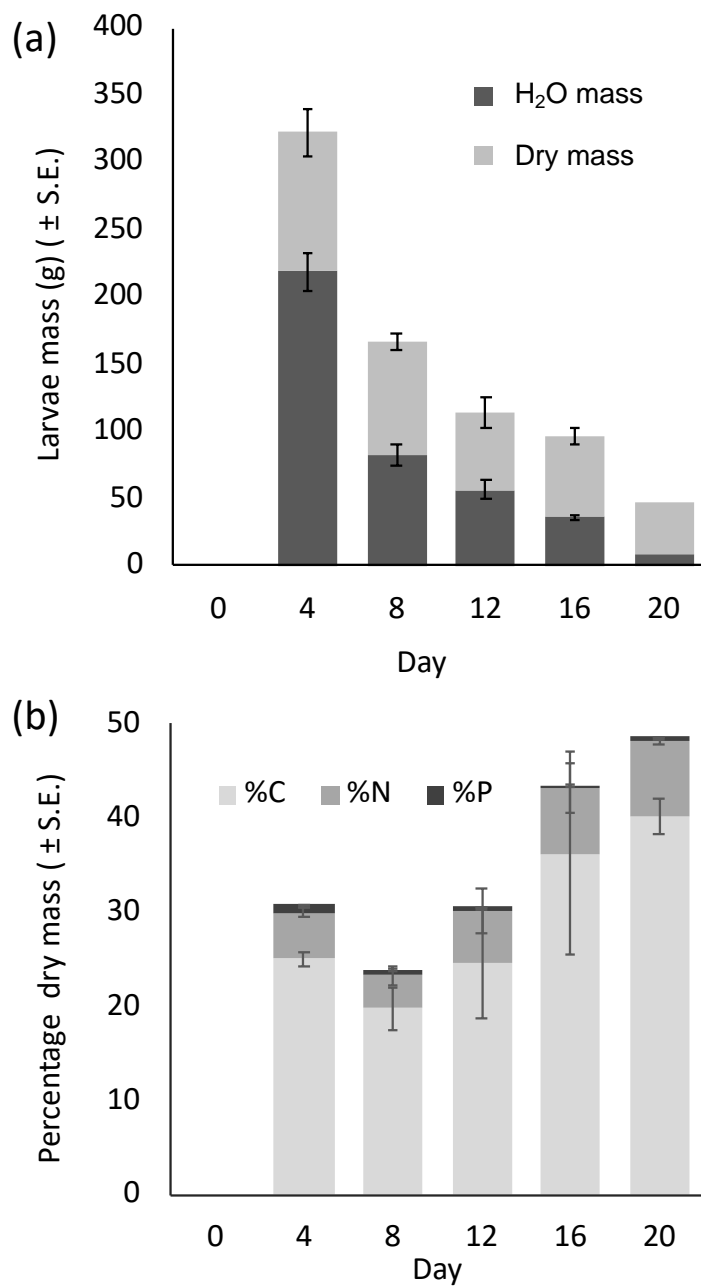 (a)
Larvae mass (g) ( ± S.E.)
400
350
300
250
200
150
100
50
0
H₂O mass
Dry mass
0 4 8 12 16 20
Day
(b)
Percentage dry mass ( ± S.E.)
50
40
30
20
10
0
%C %N %P
0 4 8 12 16 20
Day